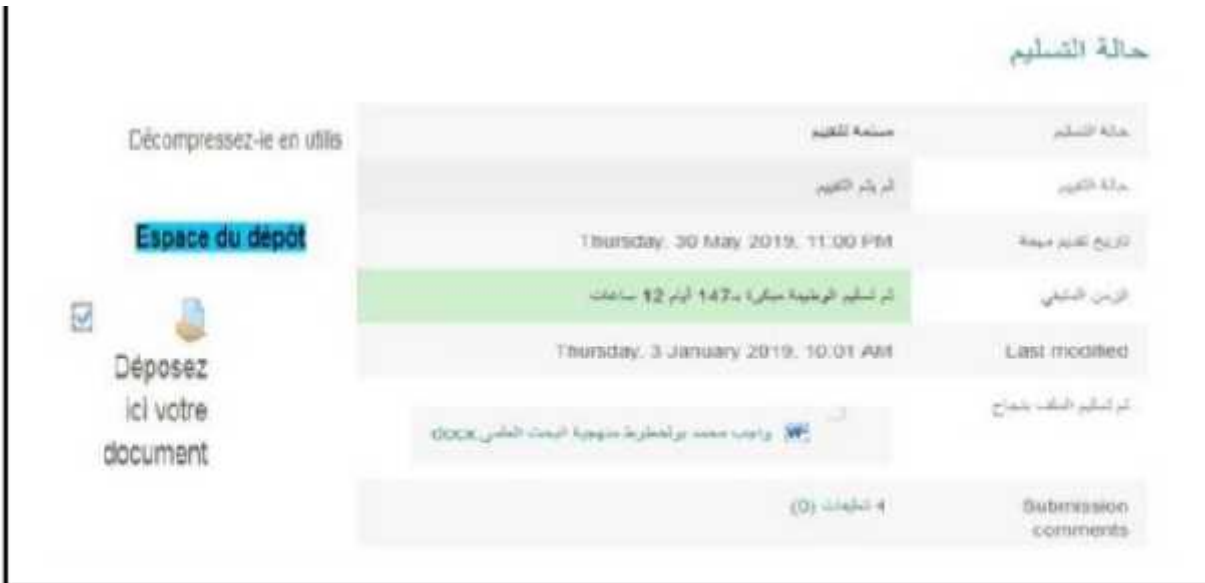 حالة التسليم
حالة التسليم
مسلمة للتقييم
حالة التقييم
لم يتم التقييم
تاريخ تقديم مهمة
Thursday, 30 May 2019, 11:00 PM
الزمن المتبقي
تم تسليم الوظيفة مبكرا بـ147 أيام 12 ساعات
Last modified
Thursday, 3 January 2019, 10:01 AM
تم تسليم الملف بنجاح
واجب محمد بولخطوط منهجية البحث العلمي.docx
Submission
comments
تعليقات (0)
Décompressez-le en utilis
Espace du dépôt
Déposez
ici votre
document